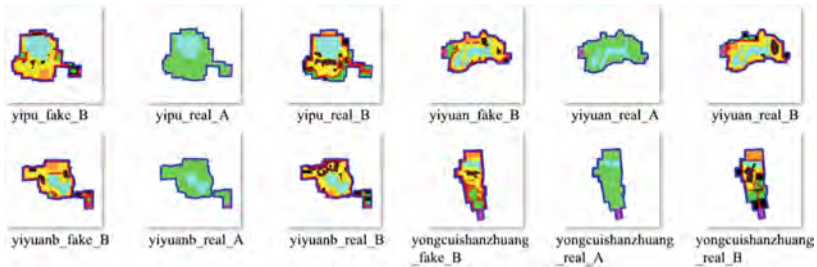 yipu_fake_B
yipu_real_A
yipu_real_B
yiyuan_fake_B
yiyuan_real_A
yiyuan_real_B
yiyuanb_fake_B
yiyuanb_real_A
yiyuanb_real_B
yongcuishanzhuang
_fake_B
yongcuishanzhuang
_real_A
yongcuishanzhuang
_real_B